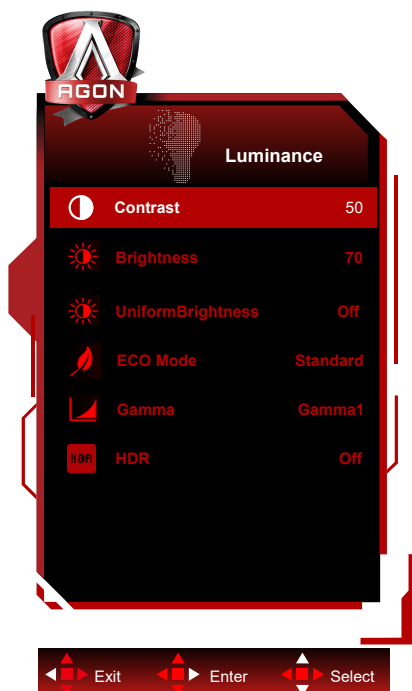 AGON
Luminance
Contrast 50
Brightness 70
UniformBrightness Off
ECO Mode Standard
Gamma Gamma1
HDR HDR Off
Exit Enter Select